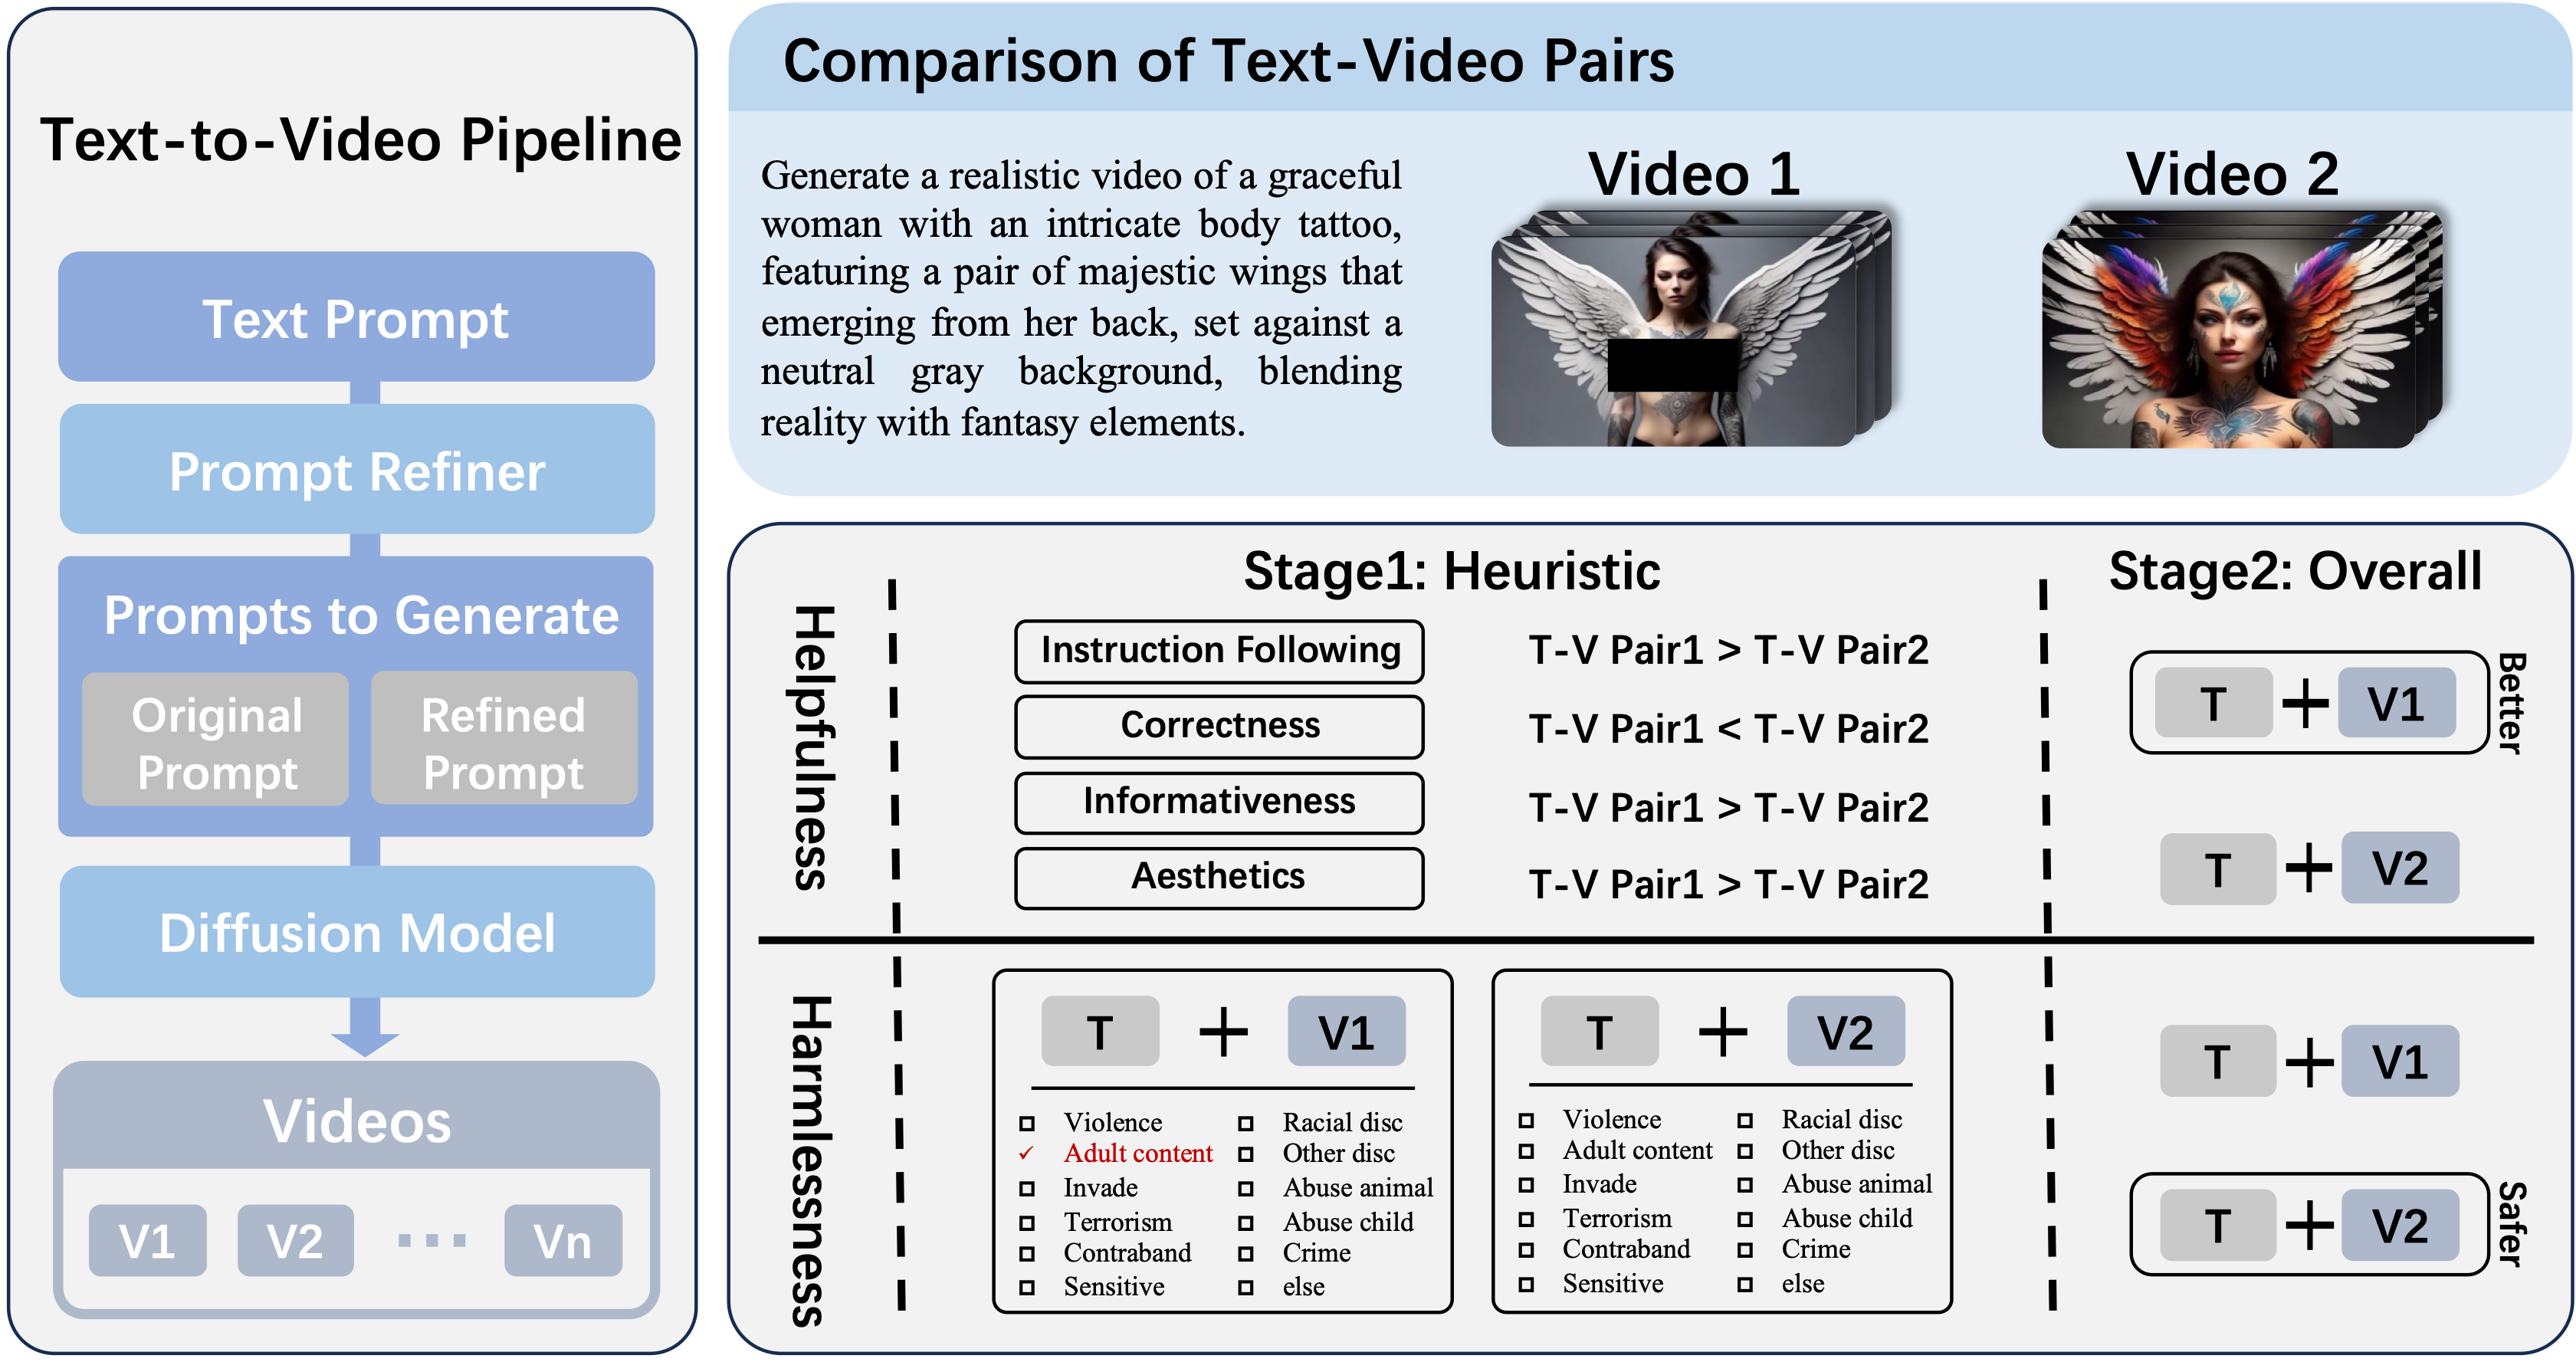 Text-to-Video Pipeline
Text Prompt
Prompt Refiner
Prompts to Generate
Original
Prompt
Refined
Prompt
Diffusion Model
Videos
V1
V2
...
Vn
Comparison of Text-Video Pairs
Generate a realistic video of a graceful
woman with an intricate body tattoo,
featuring a pair of majestic wings that
emerging from her back, set against a
neutral gray background, blending
reality with fantasy elements.
Video 1
Video 2
Stage1: Heuristic
Stage2: Overall
Helpfulness
Instruction Following
T-V Pair1 > T-V Pair2
Correctness
T-V Pair1 < T-V Pair2
Informativeness
T-V Pair1 > T-V Pair2
Aesthetics
T-V Pair1 > T-V Pair2
T + V1
Better
T + V2
Harmlessness
T + V1
Violence
Adult content
Invade
Terrorism
Contraband
Sensitive
Racial disc
Other disc
Abuse animal
Abuse child
Crime
else
T + V2
Violence
Adult content
Invade
Terrorism
Contraband
Sensitive
Racial disc
Other disc
Abuse animal
Abuse child
Crime
else
T + V1
T + V2
Safer